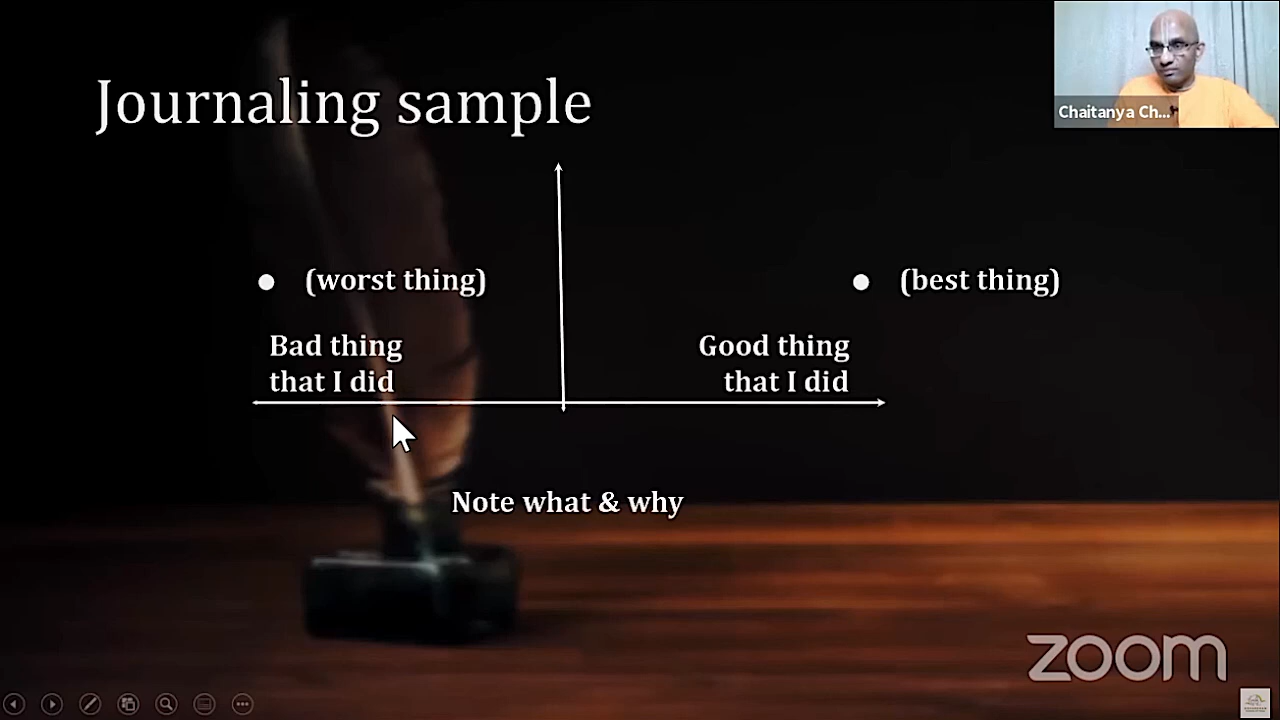 Journaling sample
Chaitanya Ch...
(worst thing)
(best thing)
Bad thing
that I did
Good thing
that I did
Note what & why
zoom